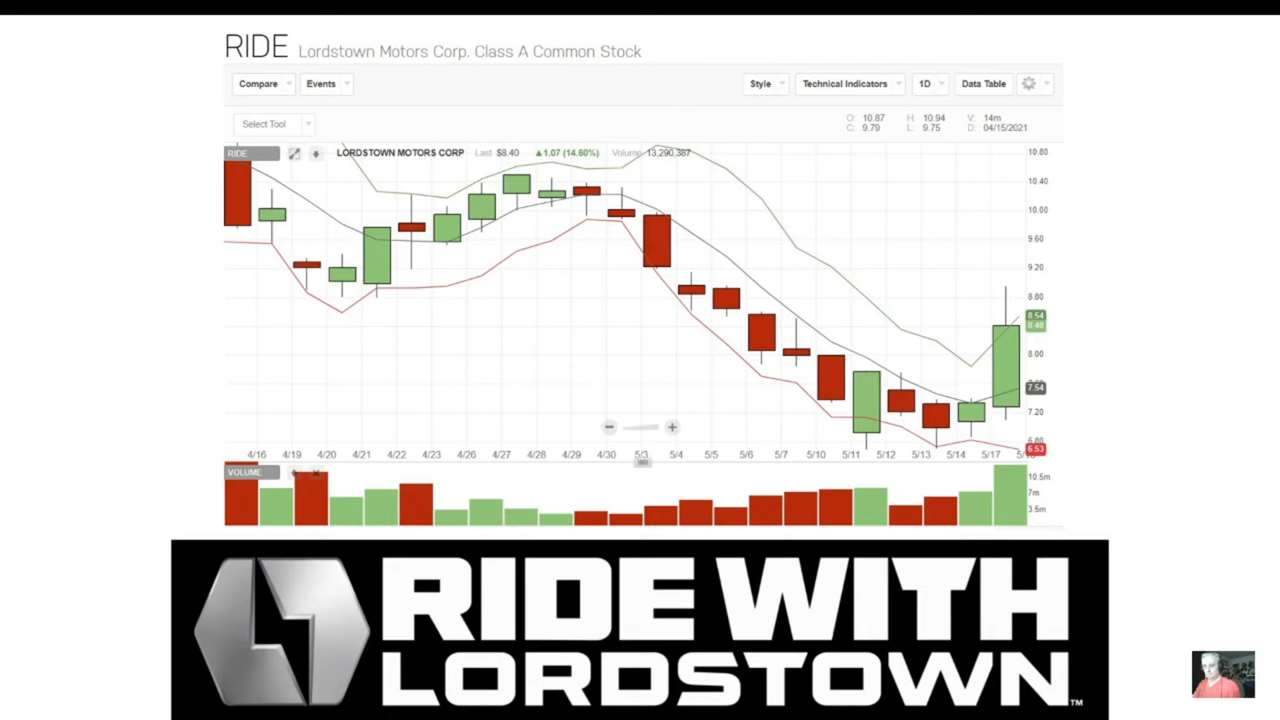 RIDE Lordstown Motors Corp. Class A Common Stock
Compare Events Style Technical Indicators 1D Data Table
Select Tool O: 10.87 H: 10.94 V: 14m
C: 9.79 L: 9.75 D: 04/15/2021
RIDE LORDSTOWN MOTORS CORP Last $8.40 ▲1.07 (14.60%) Volume 13,290,387
10.80
10.40
10.00
9.60
9.20
8.80
8.54
8.40
8.00
7.54
7.20
6.80
6.53
4/16 4/19 4/20 4/21 4/22 4/23 4/26 4/27 4/28 4/29 4/30 5/3 5/4 5/5 5/6 5/7 5/10 5/11 5/12 5/13 5/14 5/17
VOLUME
10.5m
7m
3.5m
RIDE WITH
LORDSTOWN™